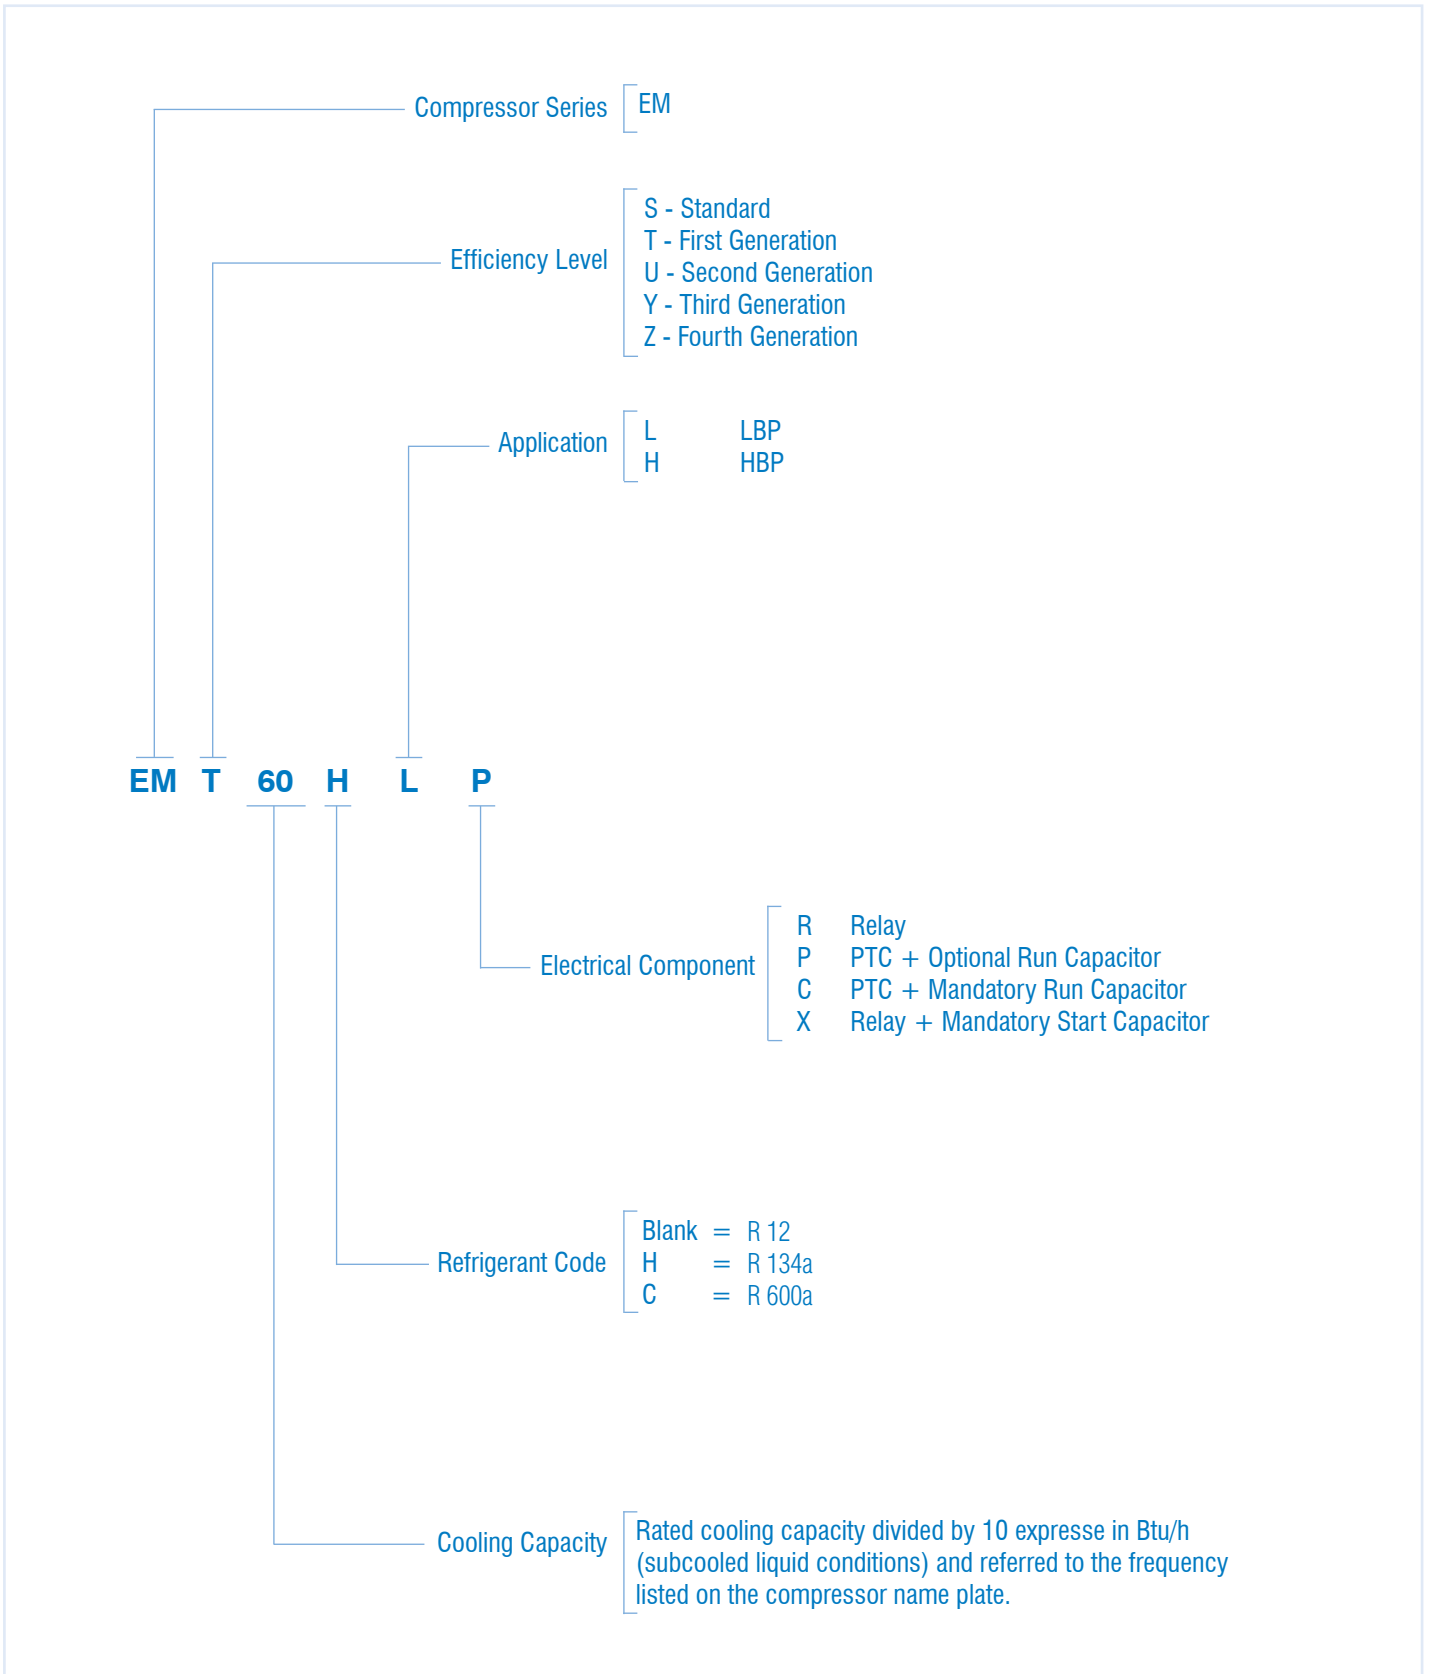 Compressor Series EM
S - Standard
T - First Generation
Efficiency Level
U - Second Generation
Y - Third Generation
Z - Fourth Generation
Application
L LBP
H HBP
EM T 60 H L P
Electrical Component
R Relay
P PTC + Optional Run Capacitor
C PTC + Mandatory Run Capacitor
X Relay + Mandatory Start Capacitor
Refrigerant Code
Blank = R 12
H = R 134a
C = R 600a
Cooling Capacity
Rated cooling capacity divided by 10 expresse in Btu/h
(subcooled liquid conditions) and referred to the frequency
listed on the compressor name plate.